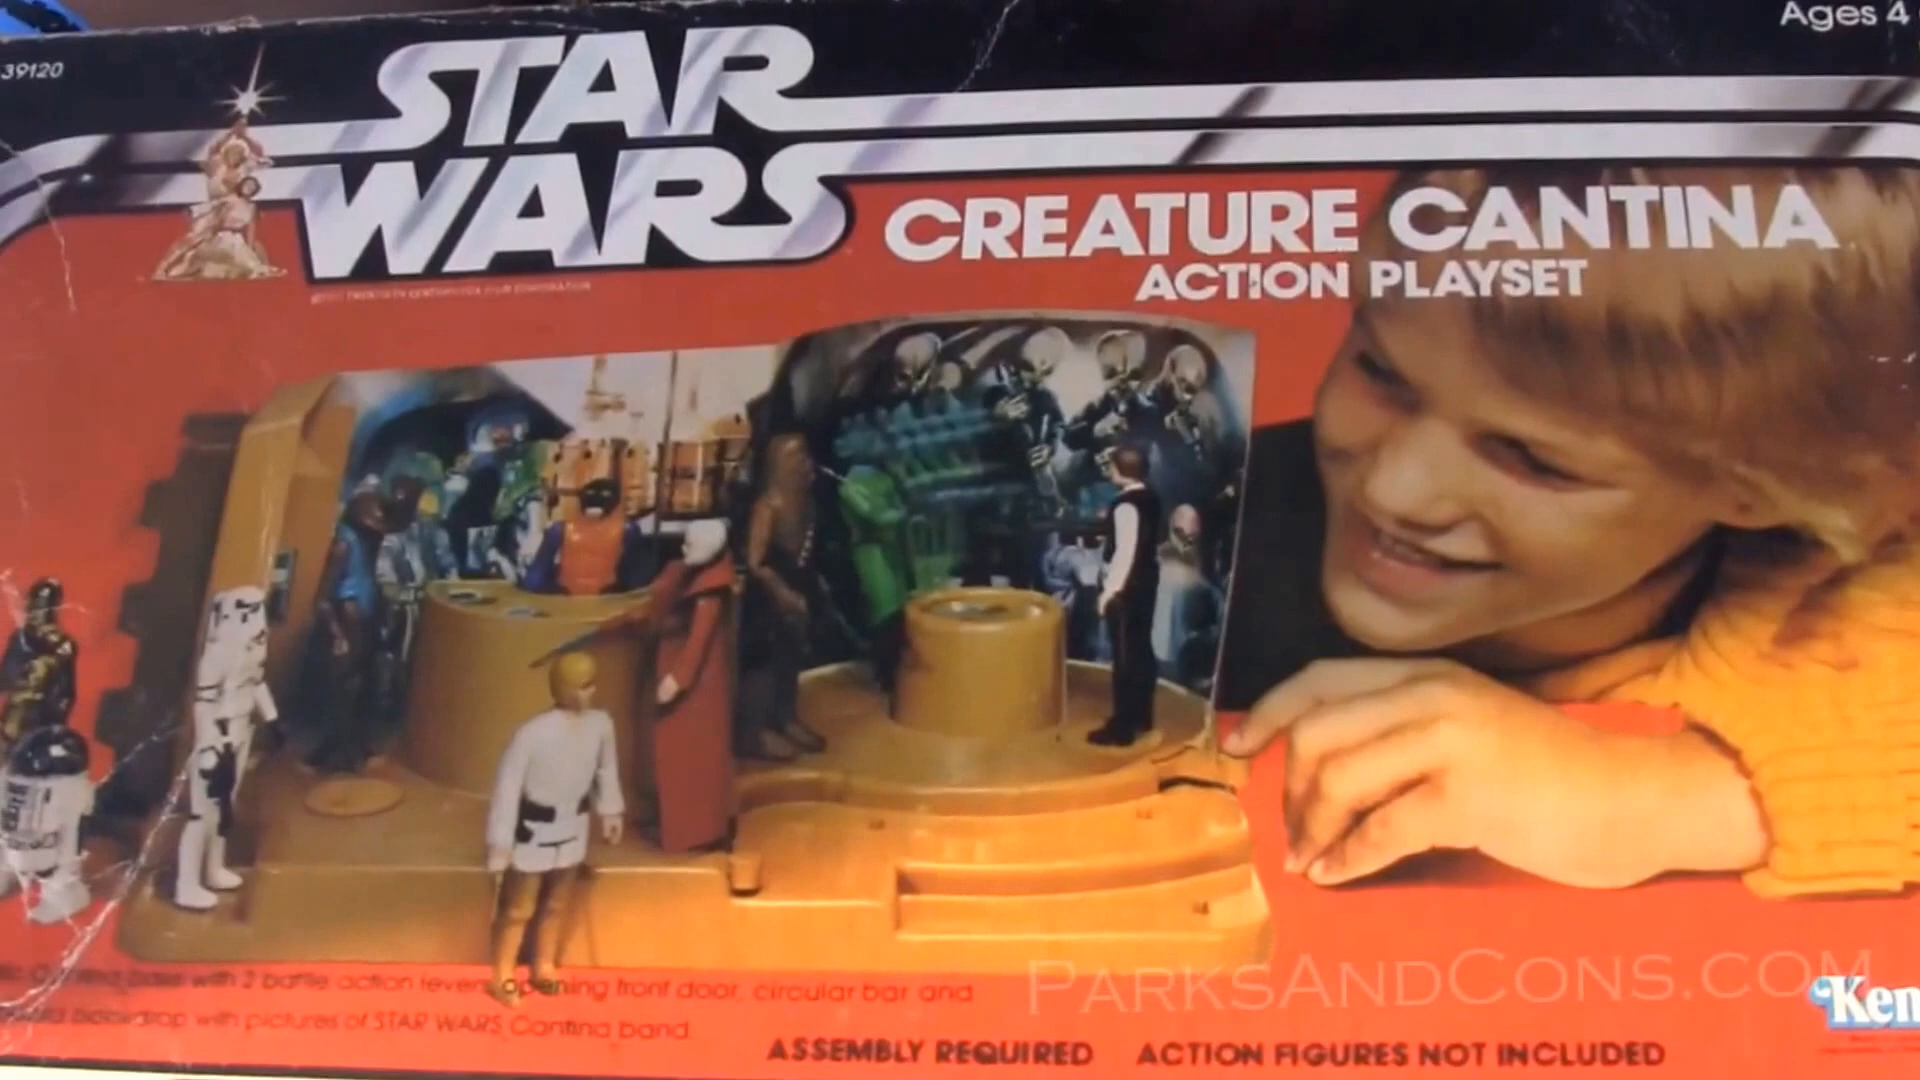 Ages 4
39120
STAR
WARS
CREATURE CANTINA
ACTION PLAYSET
with 2 battle action levers, opening front door, circular bar and
backdrop with pictures of STAR WARS Cantina band.
PARKSANDCONS.COM
Ken
ASSEMBLY REQUIRED ACTION FIGURES NOT INCLUDED